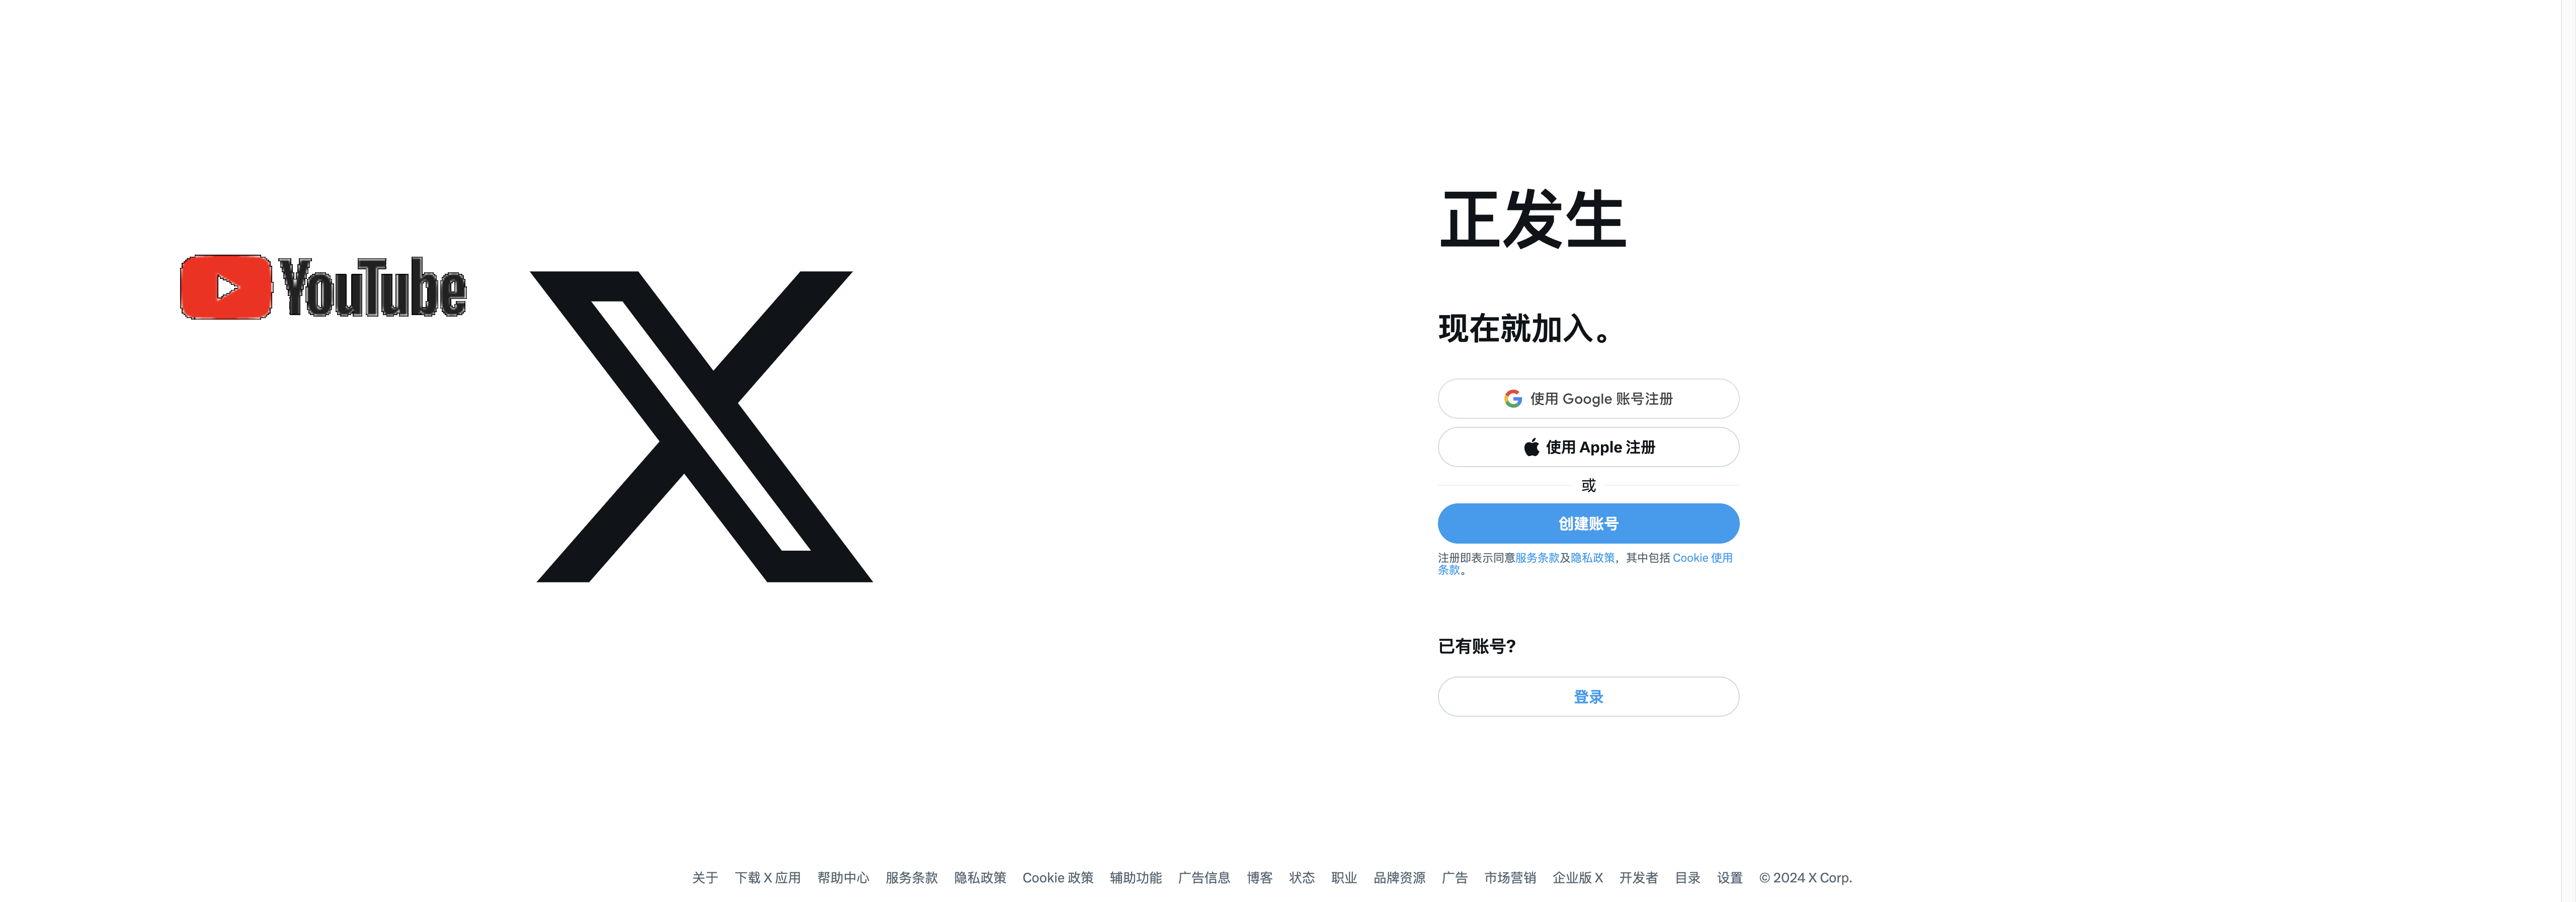 YouTube
正发生
现在就加入。
使用 Google 账号注册
使用 Apple 注册
或
创建账号
注册即表示同意服务条款及隐私政策，其中包括 Cookie 使用
条款。
已有账号？
登录
关于 下载 X 应用 帮助中心 服务条款 隐私政策 Cookie 政策 辅助功能 广告信息 博客 状态 职业 品牌资源 广告 市场营销 企业版 X 开发者 目录 设置 © 2024 X Corp.